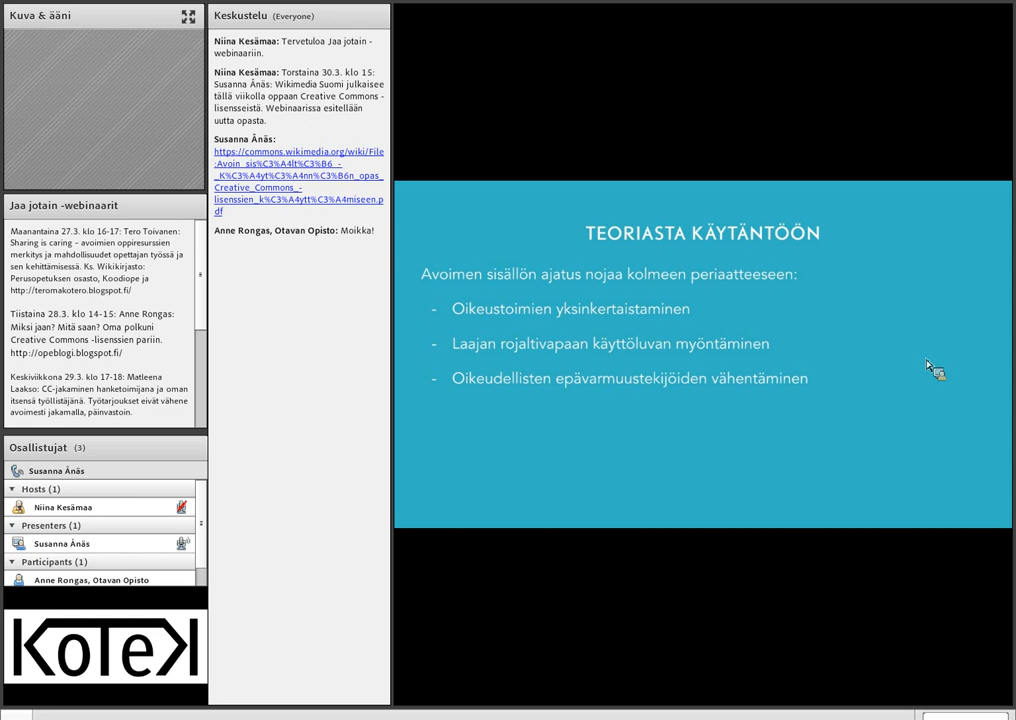 Kuva & ääni
Keskustelu (Everyone)
Niina Kesämaa: Tervetuloa Jaa jotain -
webinaariin.
Niina Kesämaa: Torstaina 30.3. klo 15:
Susanna Ånäs: Wikimedia Suomi julkaisee
tällä viikolla oppaan Creative Commons -
lisensseistä. Webinaarissa esitellään
uutta opasta.
Susanna Ånäs:
https://commons.wikimedia.org/wiki/File
:Avoin_sis%C3%A4lt%C3%B6_-
_K%C3%A4yt%C3%A4nn%C3%B6n_opas_
Creative_Commons_-
lisenssien_k%C3%A4ytt%C3%A4miseen.p
df
Anne Rongas, Otavan Opisto: Moikka!
Jaa jotain -webinaarit
Maanantaina 27.3. klo 16-17: Tero Toivanen:
Sharing is caring – avoimien oppiresurssien
merkitys ja mahdollisuudet opettajan työssä ja
sen kehittämisessä. Ks. Wikikirjasto:
Perusopetuksen osasto, Koodiope ja
http://teromakotero.blogspot.fi/
Tiistaina 28.3. klo 14-15: Anne Rongas:
Miksi jaan? Mitä saan? Oma polkuni
Creative Commons -lisenssien pariin.
http://opeblogi.blogspot.fi/
Keskiviikkona 29.3. klo 17-18: Matleena
Laakso: CC-jakaminen hanketoimijana ja oman
itsensä työllistäjänä. Työtarjoukset eivät vähene
avoimesti jakamalla, päinvastoin.
Osallistujat (3)
Susanna Ånäs
Hosts (1)
Niina Kesämaa
Presenters (1)
Susanna Ånäs
Participants (1)
Anne Rongas, Otavan Opisto
KoTeK
TEORIASTA KÄYTÄNTÖÖN
Avoimen sisällön ajatus nojaa kolmeen periaatteeseen:
- Oikeustoimien yksinkertaistaminen
- Laajan rojaltivapaan käyttöluvan myöntäminen
- Oikeudellisten epävarmuustekijöiden vähentäminen